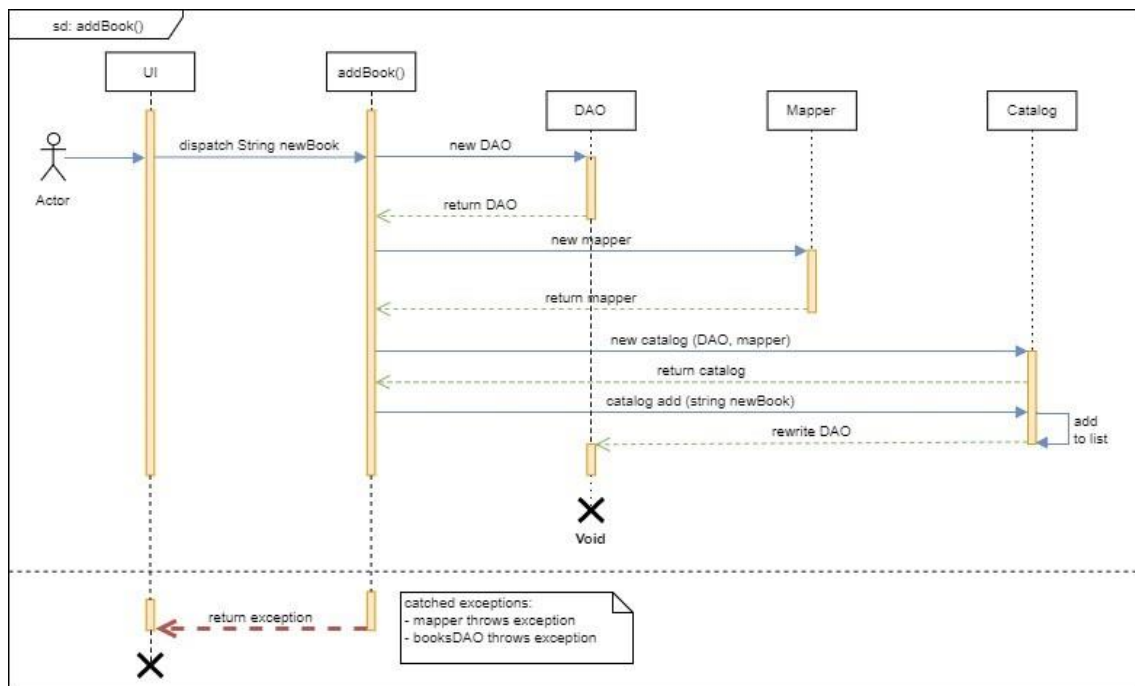 sd: addBook()
UI
addBook()
DAO
Mapper
Catalog
Actor
dispatch String newBook
new DAO
return DAO
new mapper
return mapper
new catalog (DAO, mapper)
return catalog
catalog add (string newBook)
add
to list
rewrite DAO
Void
return exception
catched exceptions:
- mapper throws exception
- booksDAO throws exception